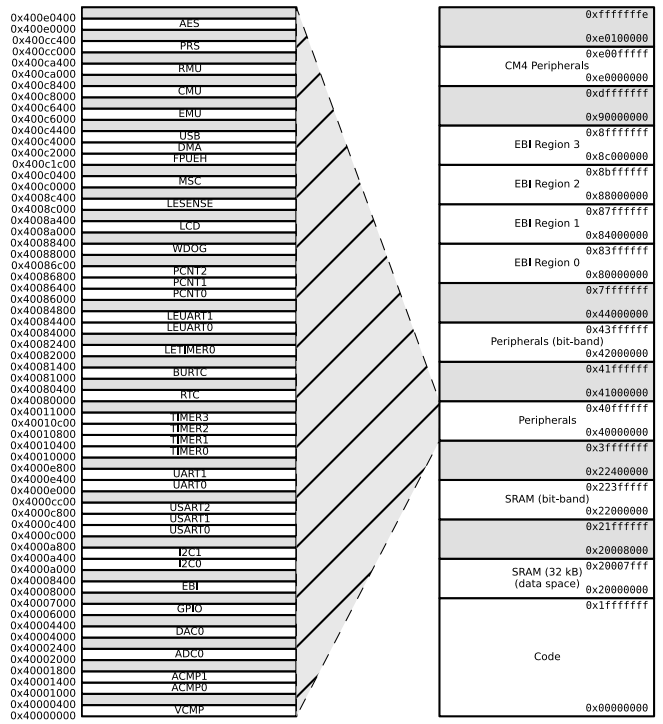 0x400e0400
AES
0x400e0000
0x400cc400
PRS
0x400cc000
0x400ca400
RMU
0x400ca000
0x400c8400
CMU
0x400c8000
0x400c6400
EMU
0x400c6000
0x400c4400
USB
0x400c4000
DMA
0x400c2000
FPUEH
0x400c1c00
0x400c0400
MSC
0x400c0000
0x4008c400
LESENSE
0x4008c000
0x4008a400
LCD
0x4008a000
0x40088400
WDOG
0x40088000
0x40086c00
PCNT2
0x40086800
PCNT1
0x40086400
PCNT0
0x40086000
0x40084800
LEUART1
0x40084400
LEUART0
0x40084000
0x40082400
LETIMER0
0x40082000
0x40081400
BURTC
0x40081000
0x40080400
RTC
0x40080000
0x40011000
TIMER3
0x40010c00
TIMER2
0x40010800
TIMER1
0x40010400
TIMER0
0x40010000
0x4000e800
UART1
0x4000e400
UART0
0x4000e000
0x4000cc00
USART2
0x4000c800
USART1
0x4000c400
USART0
0x4000c000
0x4000a800
I2C1
0x4000a400
I2C0
0x4000a000
0x40008400
EBI
0x40008000
0x40007000
GPIO
0x40006000
0x40004400
DAC0
0x40004000
0x40002400
ADC0
0x40002000
0x40001800
ACMP1
0x40001400
ACMP0
0x40001000
0x40000400
VCMP
0x40000000
0xfffffffe
0xe0100000
0xe00fffff
CM4 Peripherals
0xe0000000
0xdfffffff
0x90000000
0x8fffffff
EBI Region 3
0x8c000000
0x8bffffff
EBI Region 2
0x88000000
0x87ffffff
EBI Region 1
0x84000000
0x83ffffff
EBI Region 0
0x80000000
0x7fffffff
0x44000000
0x43ffffff
Peripherals (bit-band)
0x42000000
0x41ffffff
0x41000000
0x40ffffff
Peripherals
0x40000000
0x3fffffff
0x22400000
0x223fffff
SRAM (bit-band)
0x22000000
0x21ffffff
0x20008000
0x20007fff
SRAM (32 kB)
(data space)
0x20000000
0x1fffffff
Code
0x00000000